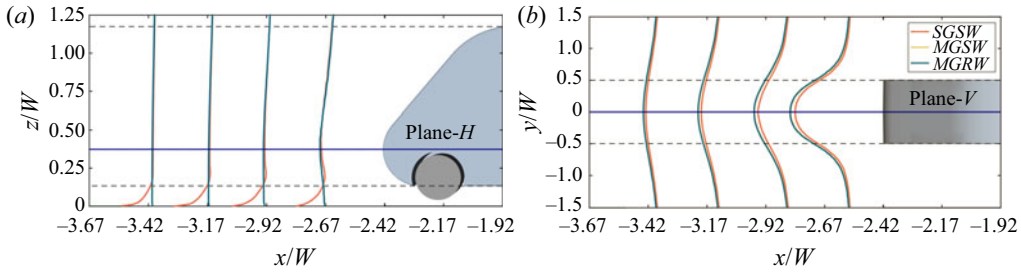 (a)
1.25
1.00
0.75
z/W
0.50
0.25
0
Plane-H
−3.67 −3.42 −3.17 −2.92 −2.67 −2.42 −2.17 −1.92
x/W
(b)
1.5
1.0
0.5
y/W
0
−0.5
−1.0
−1.5
SGSW
MGSW
MGRW
Plane-V
−3.67 −3.42 −3.17 −2.92 −2.67 −2.42 −2.17 −1.92
x/W